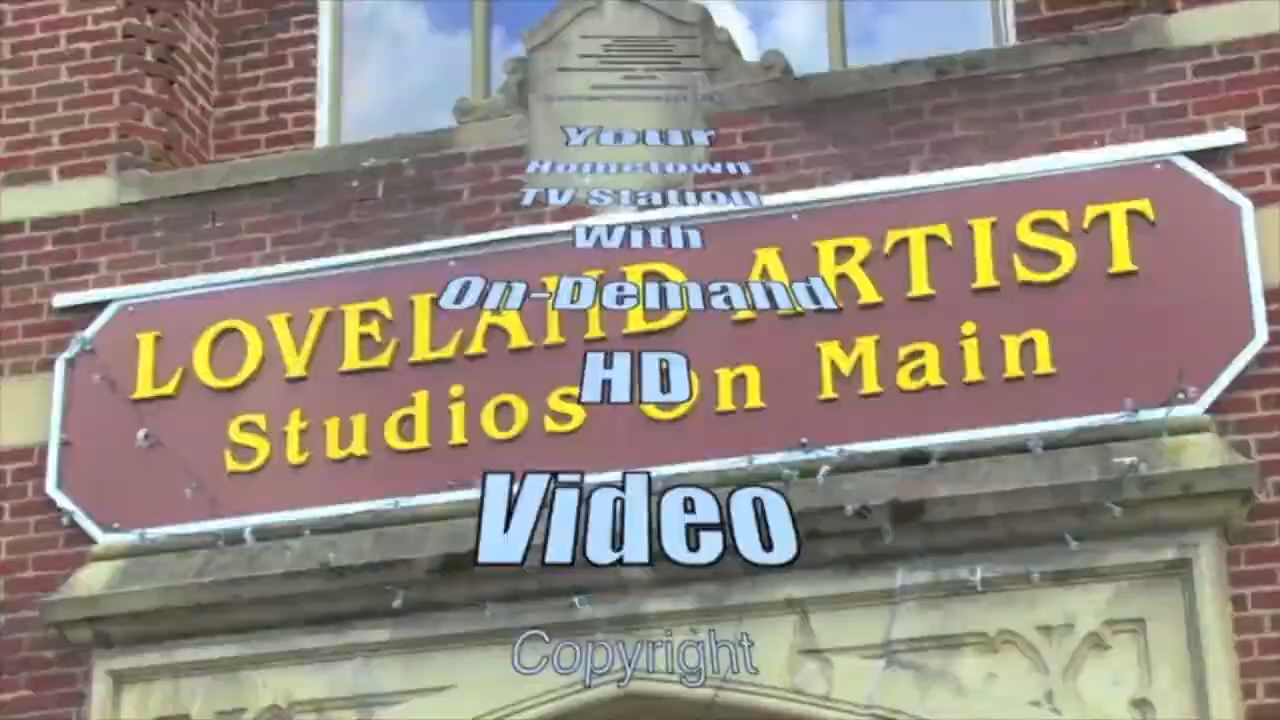 Your
Hometown
TV Station
With
On-Demand
HD
Video
LOVELAND ARTIST
Studios On Main
Copyright